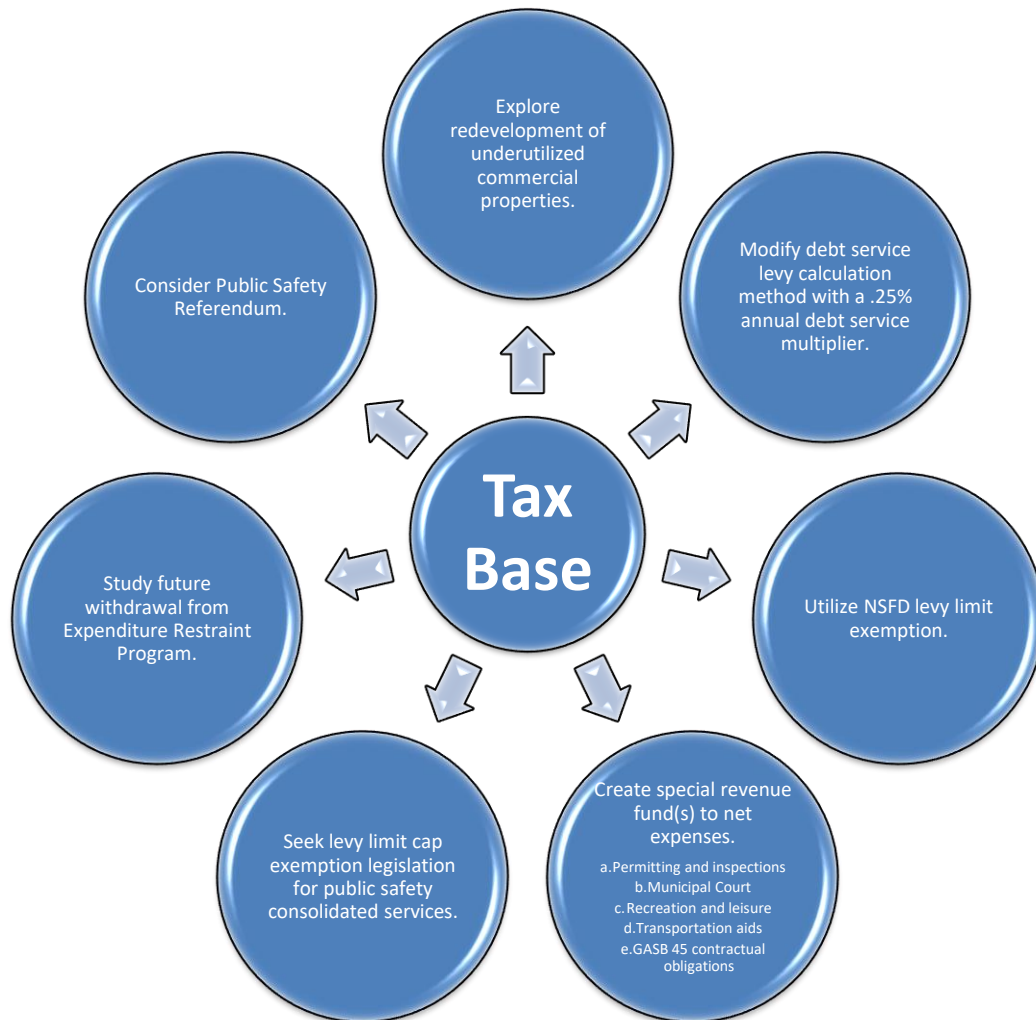 Explore
redevelopment of
underutilized
commercial
properties.
Modify debt service
levy calculation
method with a .25%
annual debt service
multiplier.
Utilize NSFD levy limit
exemption.
Create special revenue
fund(s) to net
expenses.
a.Permitting and inspections
b.Municipal Court
c.Recreation and leisure
d.Transportation aids
e.GASB 45 contractual
obligations
Seek levy limit cap
exemption legislation
for public safety
consolidated services.
Study future
withdrawal from
Expenditure Restraint
Program.
Consider Public Safety
Referendum.
Tax
Base